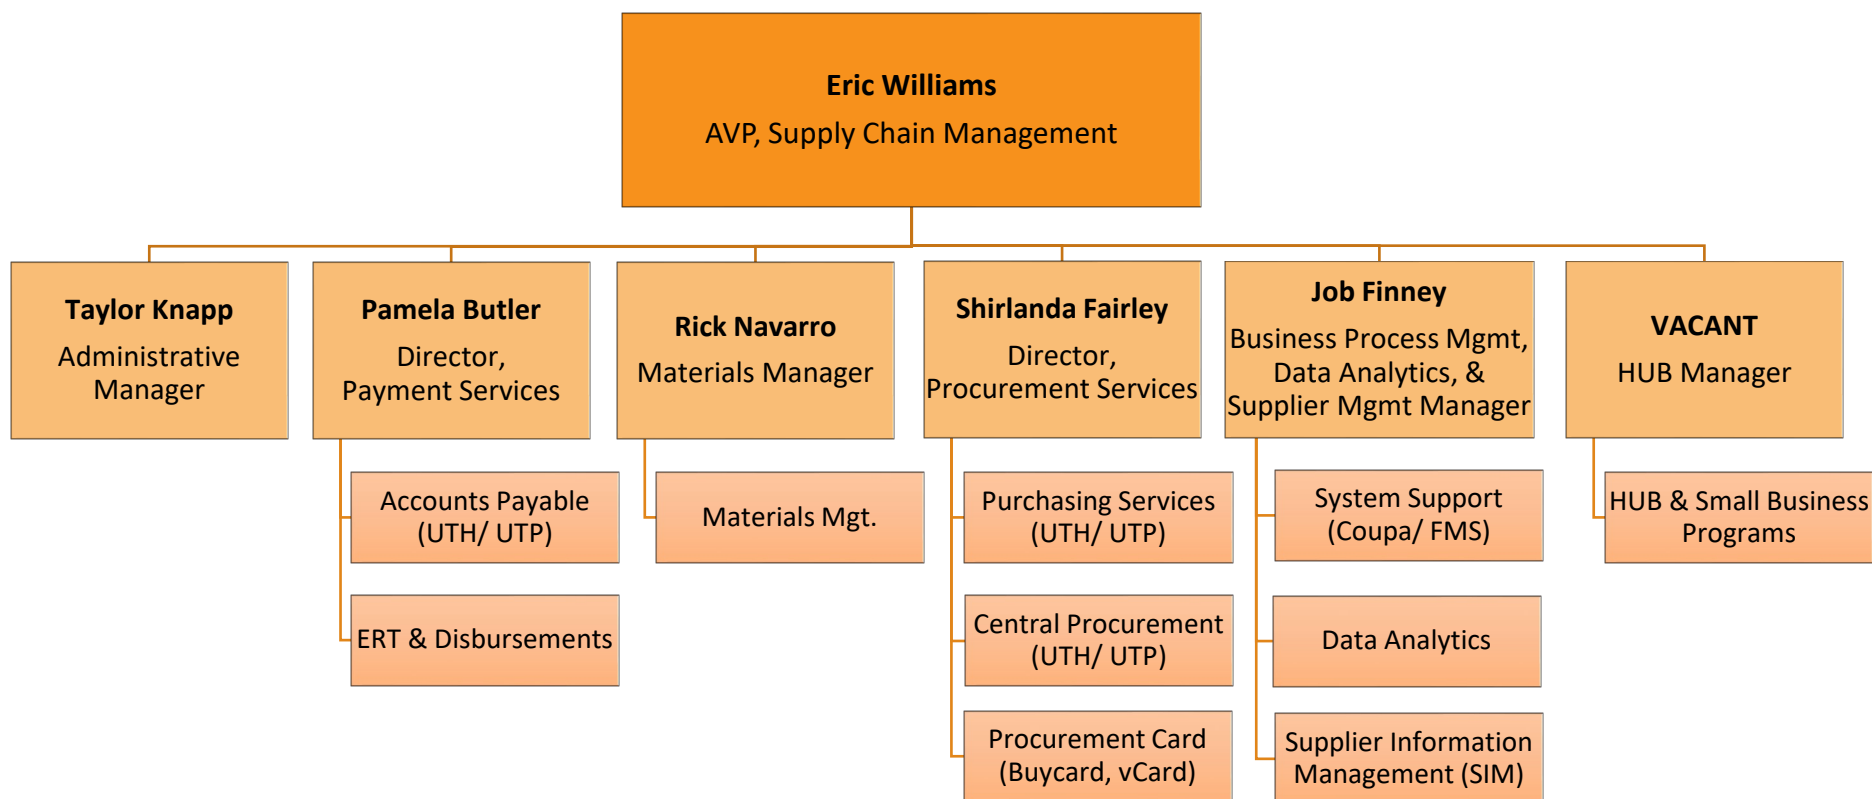 Eric Williams
AVP, Supply Chain Management
Taylor Knapp
Administrative
Manager
Pamela Butler
Director,
Payment Services
Rick Navarro
Materials Manager
Shirlanda Fairley
Director,
Procurement Services
Job Finney
Business Process Mgmt,
Data Analytics, &
Supplier Mgmt Manager
VACANT
HUB Manager
Accounts Payable
(UTH/ UTP)
ERT & Disbursements
Materials Mgt.
Purchasing Services
(UTH/ UTP)
Central Procurement
(UTH/ UTP)
Procurement Card
(Buycard, vCard)
System Support
(Coupa/ FMS)
Data Analytics
Supplier Information
Management (SIM)
HUB & Small Business
Programs